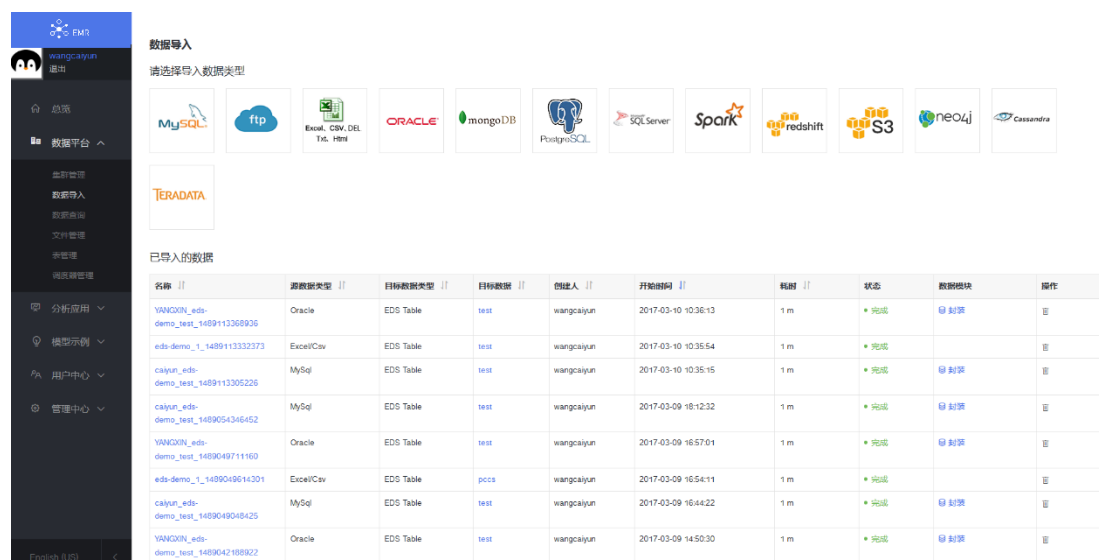 EMR
wangcaiyun
退出
总览
数据平台
集群管理
数据导入
数据查询
文件管理
表管理
调度器管理
分析应用
模型示例
用户中心
管理中心
English (US)
数据导入
请选择导入数据类型
MySQL
ftp
Excel, CSV, DEL
Txt, Html
ORACLE
mongoDB
PostgreSQL
SQL Server
Spark
redshift
S3
neo4j
Cassandra
TERADATA
已导入的数据
名称 源数据类型 目标数据类型 目标数据 创建人 开始时间 耗时 状态 数据模块 操作
YANGXIN_eds-demo_test_1489113368936 Oracle EDS Table test wangcaiyun 2017-03-10 10:36:13 1 m 完成 封装
eds-demo_1_1489113332373 Excel/Csv EDS Table test wangcaiyun 2017-03-10 10:35:54 1 m 完成
caiyun_eds-demo_test_1489113305226 MySql EDS Table test wangcaiyun 2017-03-10 10:35:15 1 m 完成 封装
caiyun_eds-demo_test_1489054346452 MySql EDS Table test wangcaiyun 2017-03-09 18:12:32 1 m 完成 封装
YANGXIN_eds-demo_test_1489049711160 Oracle EDS Table test wangcaiyun 2017-03-09 16:57:01 1 m 完成 封装
eds-demo_1_1489049614301 Excel/Csv EDS Table pccs wangcaiyun 2017-03-09 16:54:11 1 m 完成
caiyun_eds-demo_test_1489049048425 MySql EDS Table test wangcaiyun 2017-03-09 16:44:22 1 m 完成 封装
YANGXIN_eds-demo_test_1489042188922 Oracle EDS Table test wangcaiyun 2017-03-09 14:50:30 1 m 完成 封装